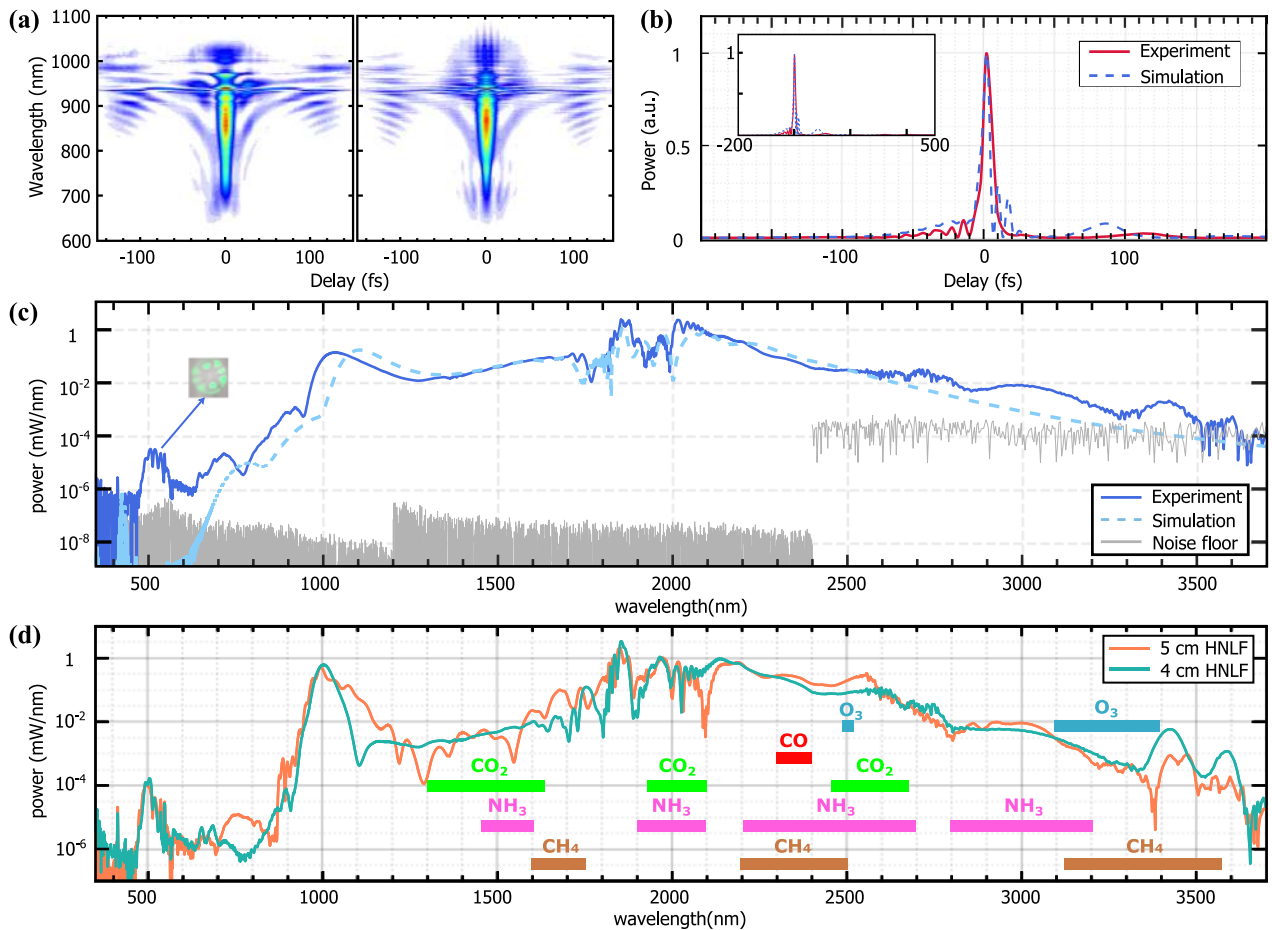 (a)
1100
1000
900
800
700
600
Wavelength (nm)
-100 0 100 -100 0 100
Delay (fs)
(b)
1
0.5
0
Power (a.u.)
1
-200 500
Experiment
Simulation
-100 0 100
Delay (fs)
(c)
1
10⁻²
10⁻⁴
10⁻⁶
10⁻⁸
power (mW/nm)
Experiment
Simulation
Noise floor
500 1000 1500 2000 2500 3000 3500
wavelength(nm)
(d)
1
10⁻²
10⁻⁴
10⁻⁶
power (mW/nm)
5 cm HNLF
4 cm HNLF
O₃ O₃
CO
CO₂ CO₂ CO₂
NH₃ NH₃ NH₃ NH₃
CH₄ CH₄ CH₄
500 1000 1500 2000 2500 3000 3500
wavelength(nm)